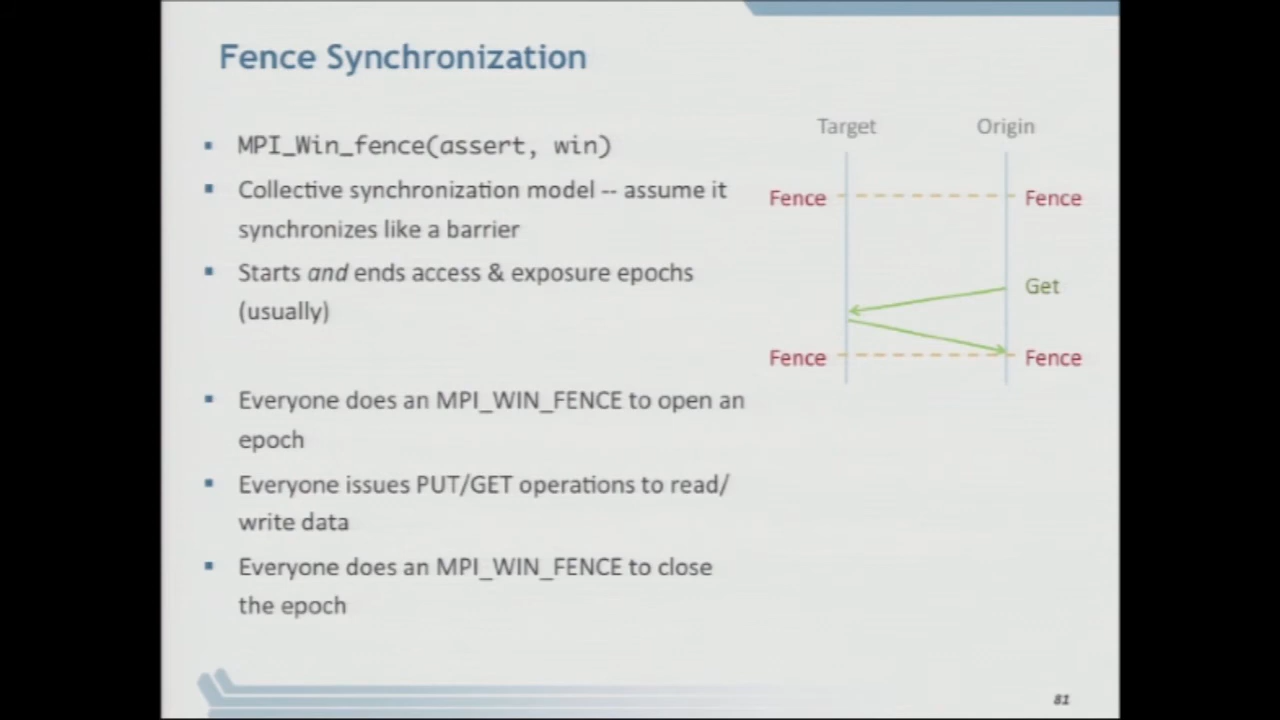 Fence Synchronization
▪ MPI_Win_fence(assert, win)
▪ Collective synchronization model -- assume it
synchronizes like a barrier
▪ Starts and ends access & exposure epochs
(usually)
▪ Everyone does an MPI_WIN_FENCE to open an
epoch
▪ Everyone issues PUT/GET operations to read/
write data
▪ Everyone does an MPI_WIN_FENCE to close
the epoch
Target Origin
Fence Fence
Get
Fence Fence
81